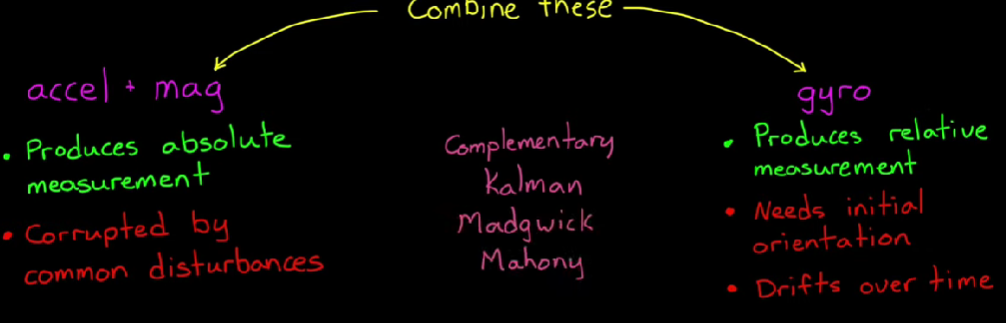 Combine these
accel + mag
• Produces absolute
measurement
• Corrupted by
common disturbances
Complementary
Kalman
Madgwick
Mahony
gyro
• Produces relative
measurement
• Needs initial
orientation
• Drifts over time